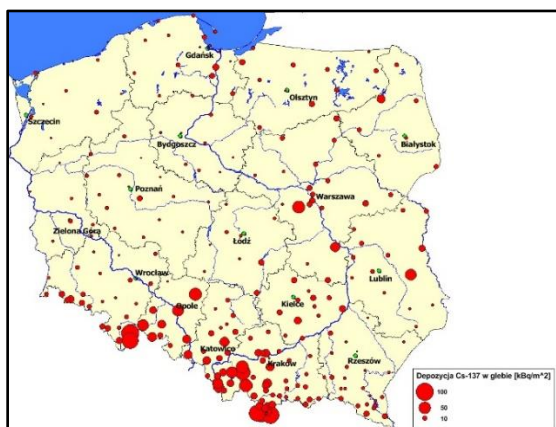 Gdańsk
Olsztyn
Szczecin
Bydgoszcz
Białystok
Poznań
Warszawa
Zielona Góra
Łódź
Wrocław
Lublin
Opole
Kielce
Katowice
Kraków
Rzeszów
Depozycja Cs-137 w glebie [kBq/m^2]
100
50
10